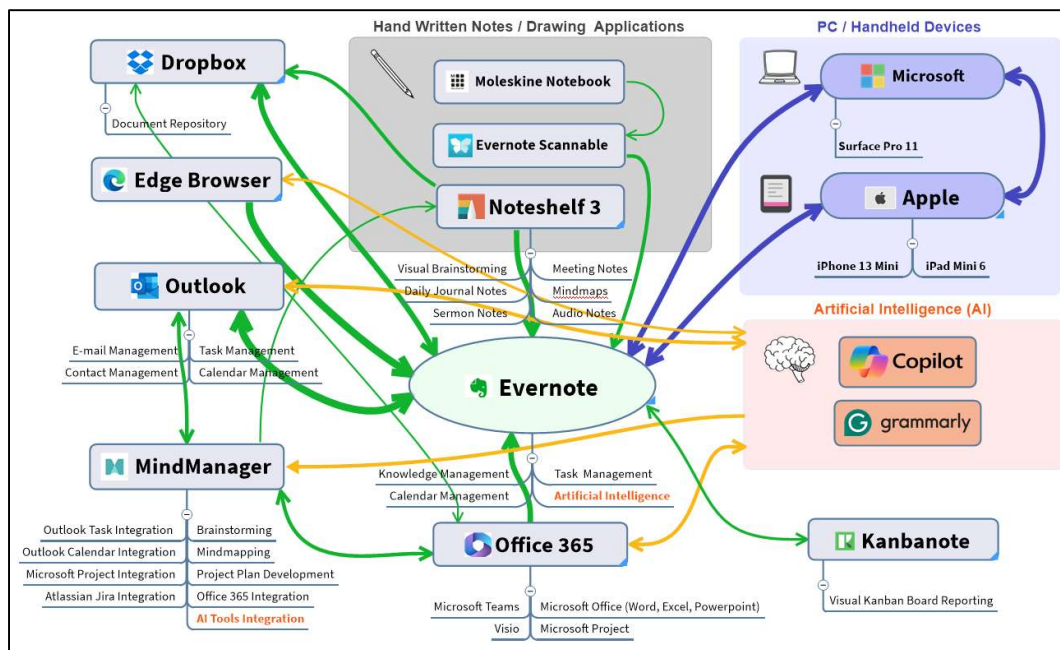 Hand Written Notes / Drawing Applications
PC / Handheld Devices
Dropbox
Document Repository
Moleskine Notebook
Evernote Scannable
Noteshelf 3
Visual Brainstorming
Meeting Notes
Daily Journal Notes
Mindmaps
Sermon Notes
Audio Notes
Microsoft
Surface Pro 11
Apple
iPhone 13 Mini
iPad Mini 6
Edge Browser
Outlook
E-mail Management
Task Management
Contact Management
Calendar Management
Artificial Intelligence (AI)
Copilot
grammarly
Evernote
Knowledge Management
Task Management
Calendar Management
Artificial Intelligence
MindManager
Outlook Task Integration
Brainstorming
Outlook Calendar Integration
Mindmapping
Microsoft Project Integration
Project Plan Development
Atlassian Jira Integration
Office 365 Integration
AI Tools Integration
Office 365
Microsoft Teams
Microsoft Office (Word, Excel, Powerpoint)
Visio
Microsoft Project
Kanbanote
Visual Kanban Board Reporting